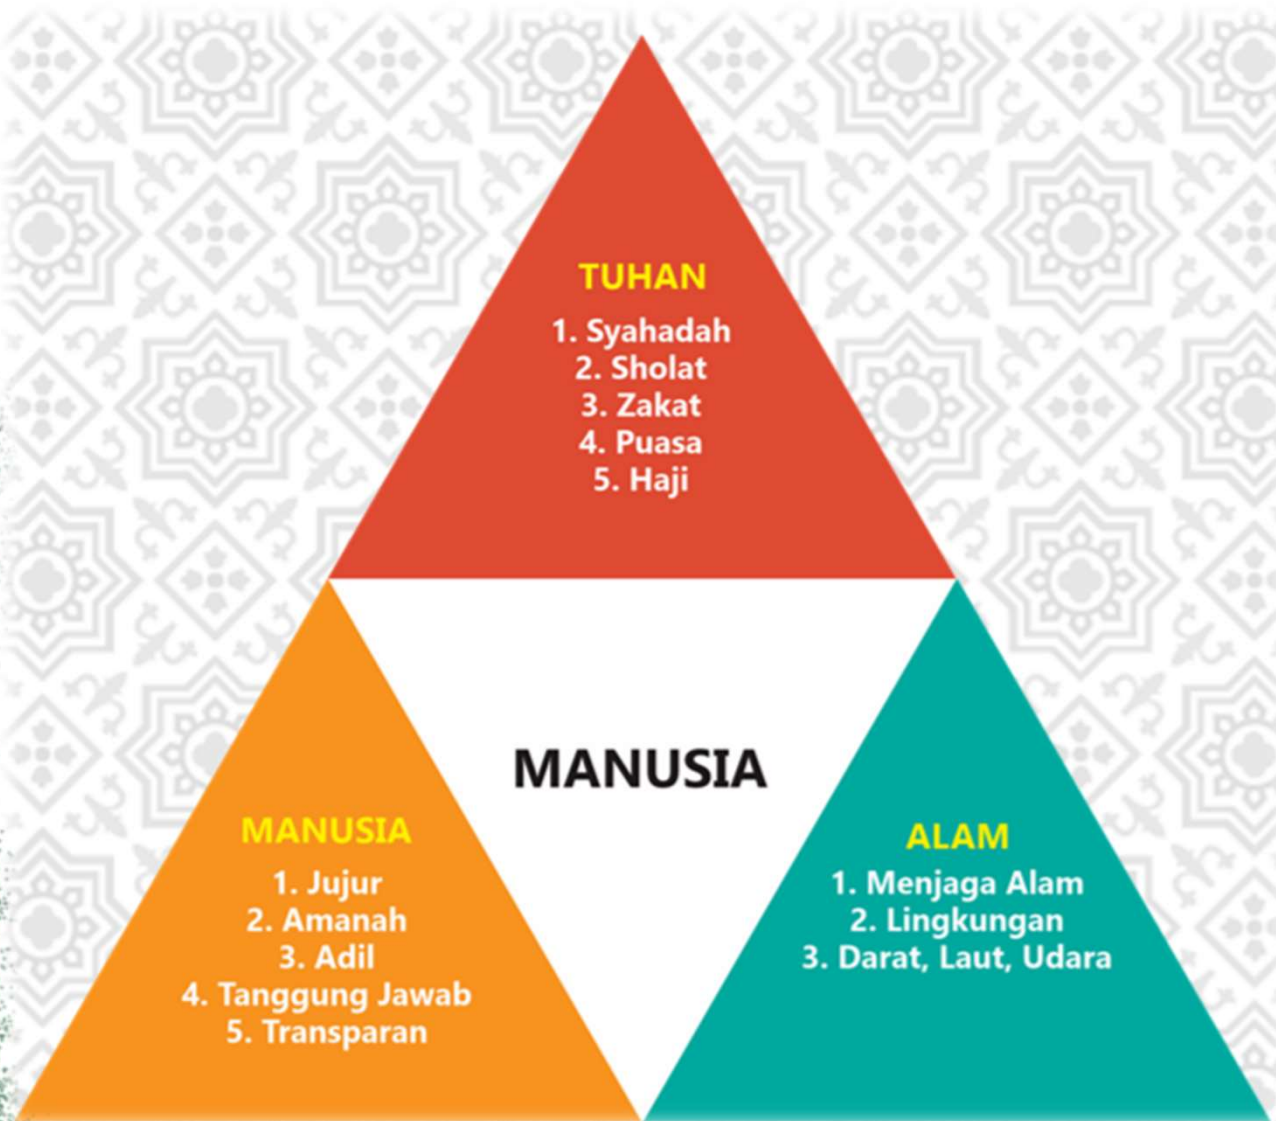 TUHAN
1. Syahadah
2. Sholat
3. Zakat
4. Puasa
5. Haji
MANUSIA
MANUSIA
1. Jujur
2. Amanah
3. Adil
4. Tanggung Jawab
5. Transparan
ALAM
1. Menjaga Alam
2. Lingkungan
3. Darat, Laut, Udara